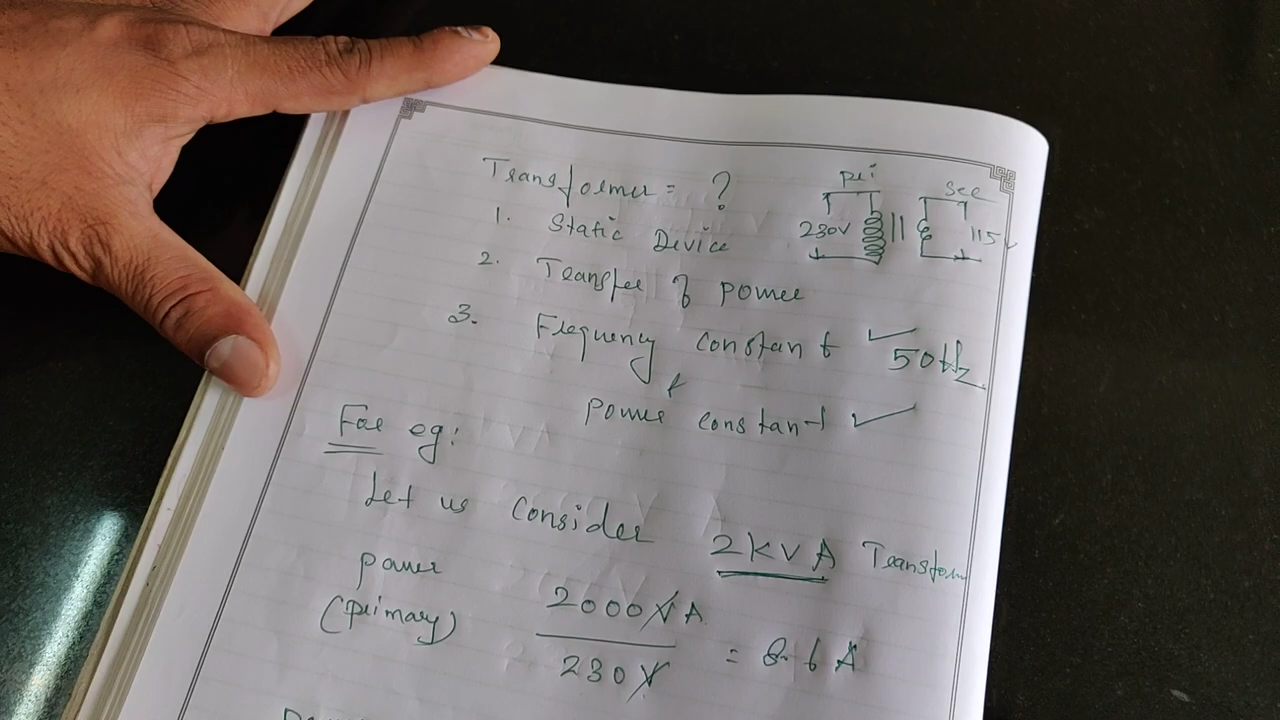 Transformer = ?
pri sec
230V 115
1. Static Device
2. Transfer of power
3. Frequency constant ✓ 50Hz
&
power constant ✓
For eg:
Let us consider 2KVA Transform
power
(primary)
2000VA
230V
= 8.6 A